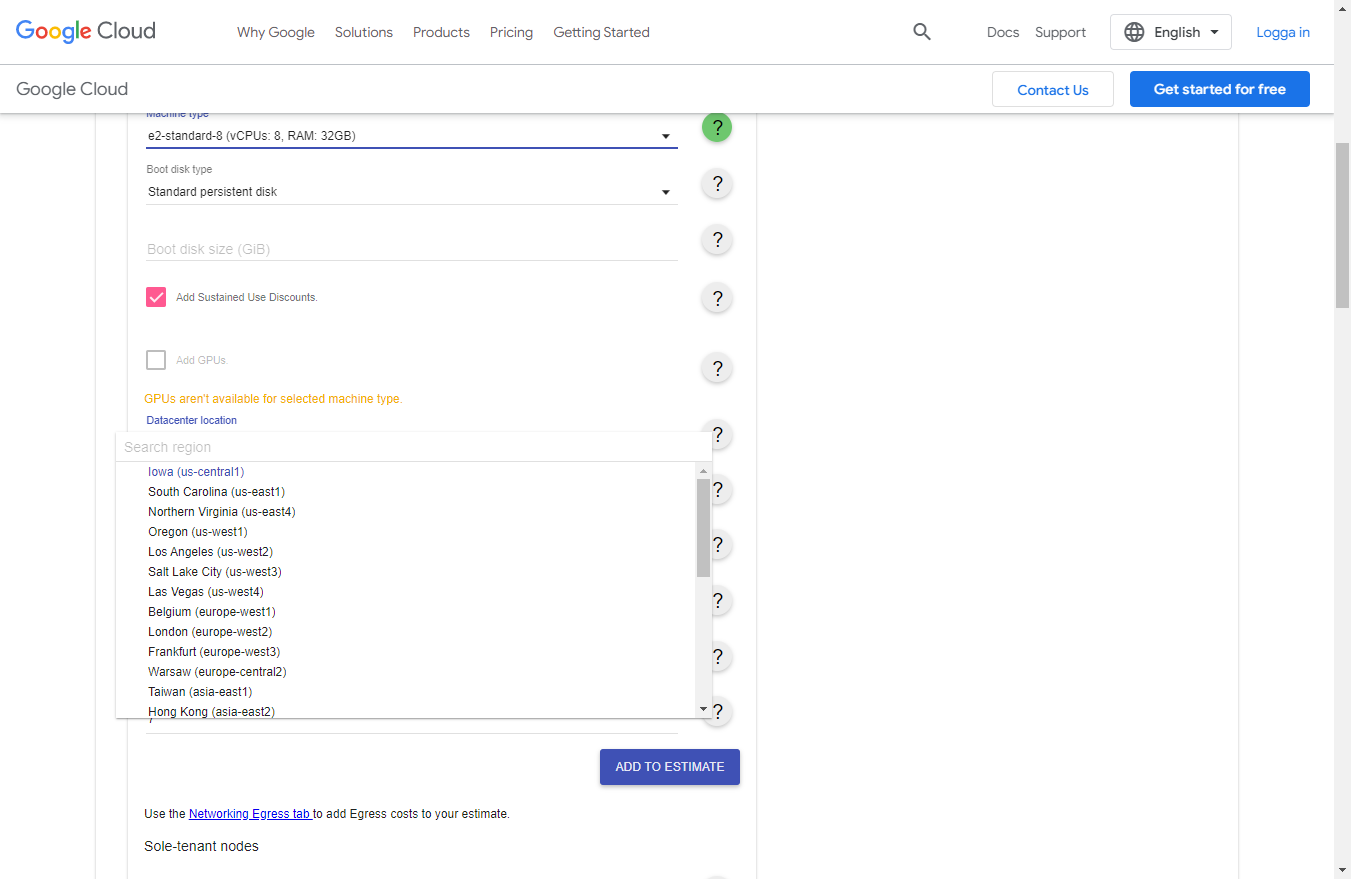 Google Cloud
Why Google Solutions Products Pricing Getting Started Docs Support English Logga in
Google Cloud
Contact Us Get started for free
Machine type
e2-standard-8 (vCPUs: 8, RAM: 32GB) ?
Boot disk type
Standard persistent disk ?
Boot disk size (GiB) ?
Add Sustained Use Discounts. ?
Add GPUs. ?
GPUs aren't available for selected machine type.
Datacenter location
Search region ?
Iowa (us-central1)
South Carolina (us-east1) ?
Northern Virginia (us-east4)
Oregon (us-west1)
Los Angeles (us-west2) ?
Salt Lake City (us-west3)
Las Vegas (us-west4)
Belgium (europe-west1) ?
London (europe-west2)
Frankfurt (europe-west3) ?
Warsaw (europe-central2)
Taiwan (asia-east1)
Hong Kong (asia-east2) ?
ADD TO ESTIMATE
Use the Networking Egress tab to add Egress costs to your estimate.
Sole-tenant nodes